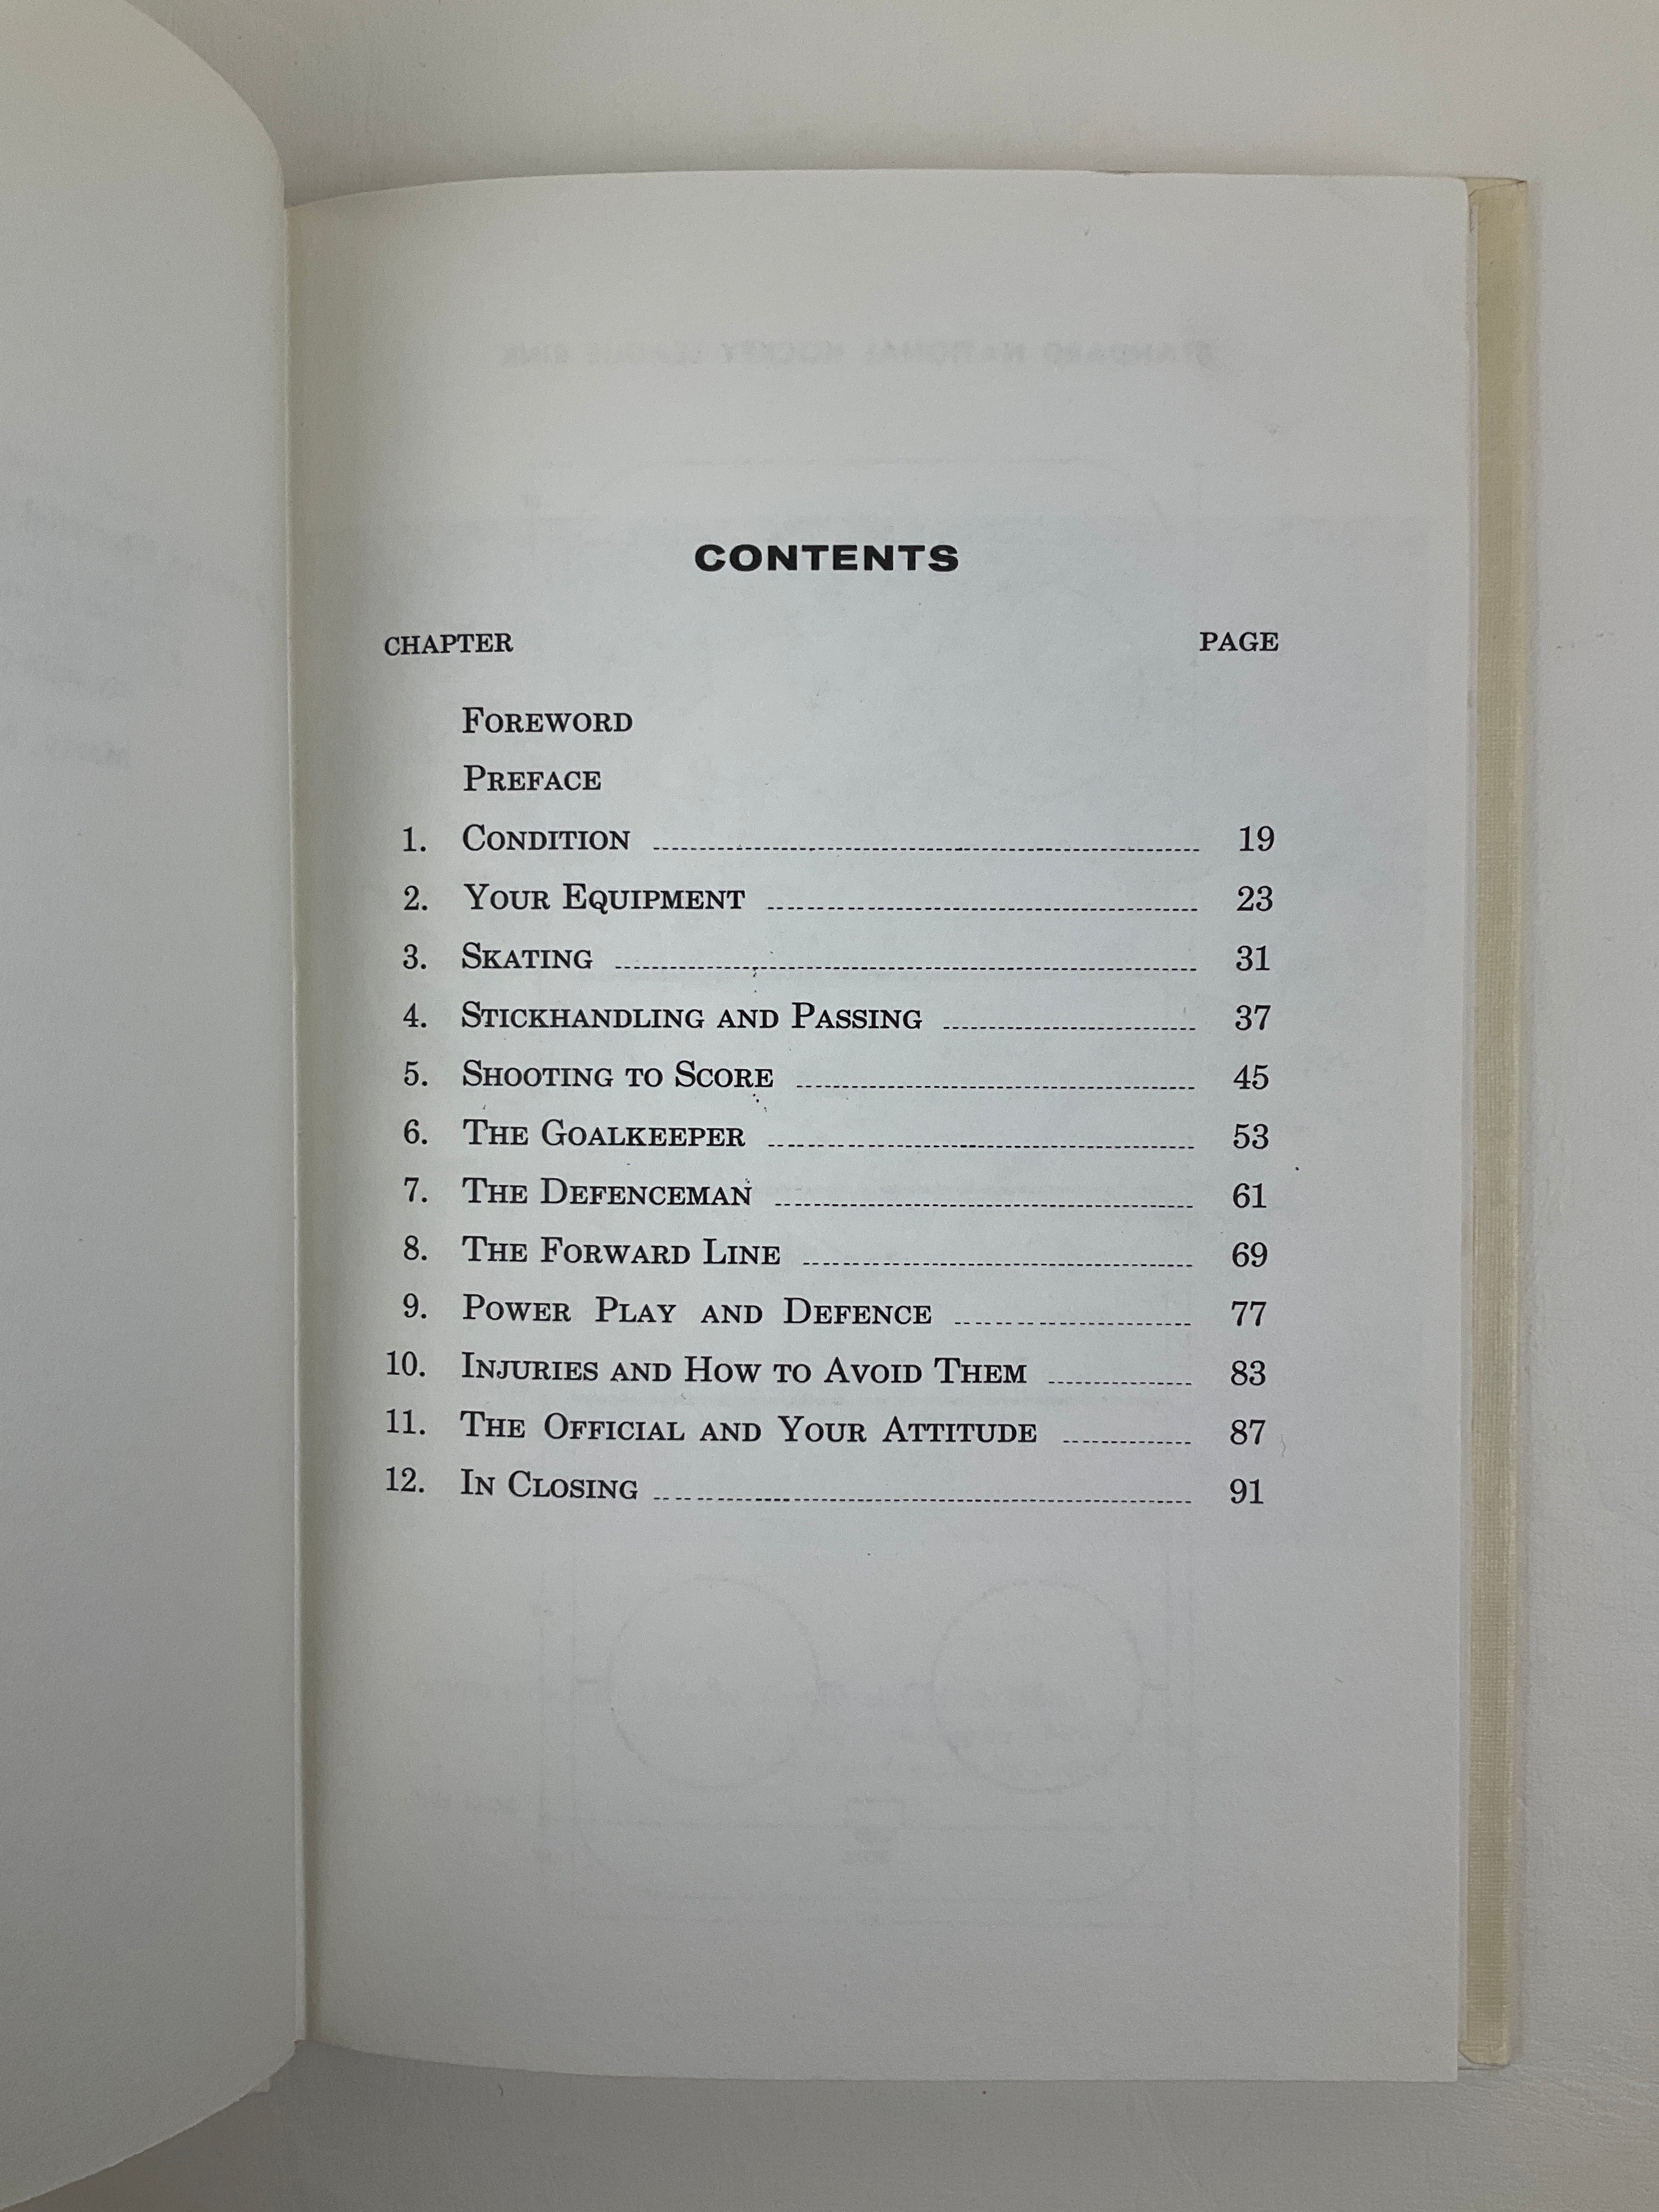 CONTENTS
CHAPTER PAGE
FOREWORD
PREFACE
1. CONDITION 19
2. YOUR EQUIPMENT 23
3. SKATING 31
4. STICKHANDLING AND PASSING 37
5. SHOOTING TO SCORE 45
6. THE GOALKEEPER 53
7. THE DEFENCEMAN 61
8. THE FORWARD LINE 69
9. POWER PLAY AND DEFENCE 77
10. INJURIES AND HOW TO AVOID THEM 83
11. THE OFFICIAL AND YOUR ATTITUDE 87
12. IN CLOSING 91